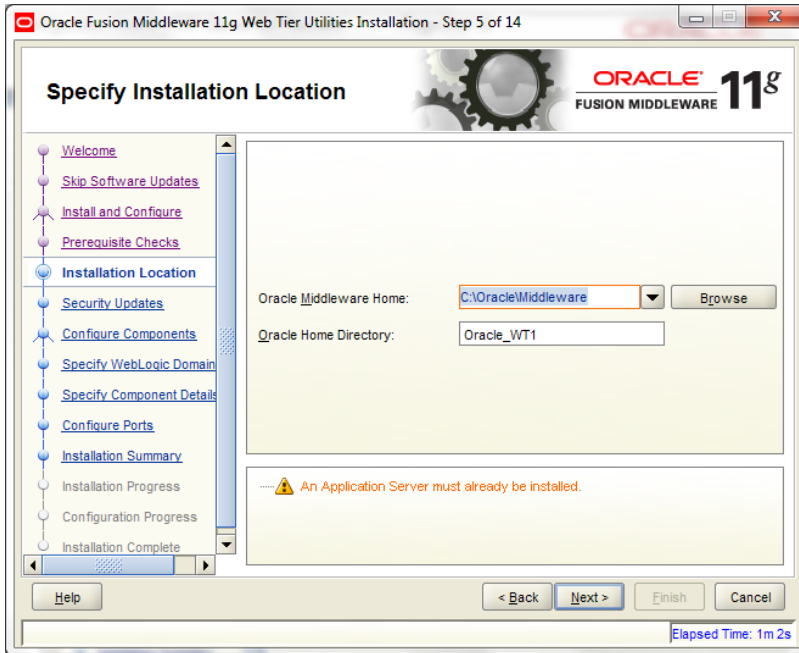 Oracle Fusion Middleware 11g Web Tier Utilities Installation - Step 5 of 14
Specify Installation Location
ORACLE
FUSION MIDDLEWARE 11g
Welcome
Skip Software Updates
Install and Configure
Prerequisite Checks
Installation Location
Security Updates
Configure Components
Specify WebLogic Domain
Specify Component Details
Configure Ports
Installation Summary
Installation Progress
Configuration Progress
Installation Complete
Oracle Middleware Home: C:\Oracle\Middleware Browse
Oracle Home Directory: Oracle_WT1
An Application Server must already be installed.
Help < Back Next > Finish Cancel
Elapsed Time: 1m 2s